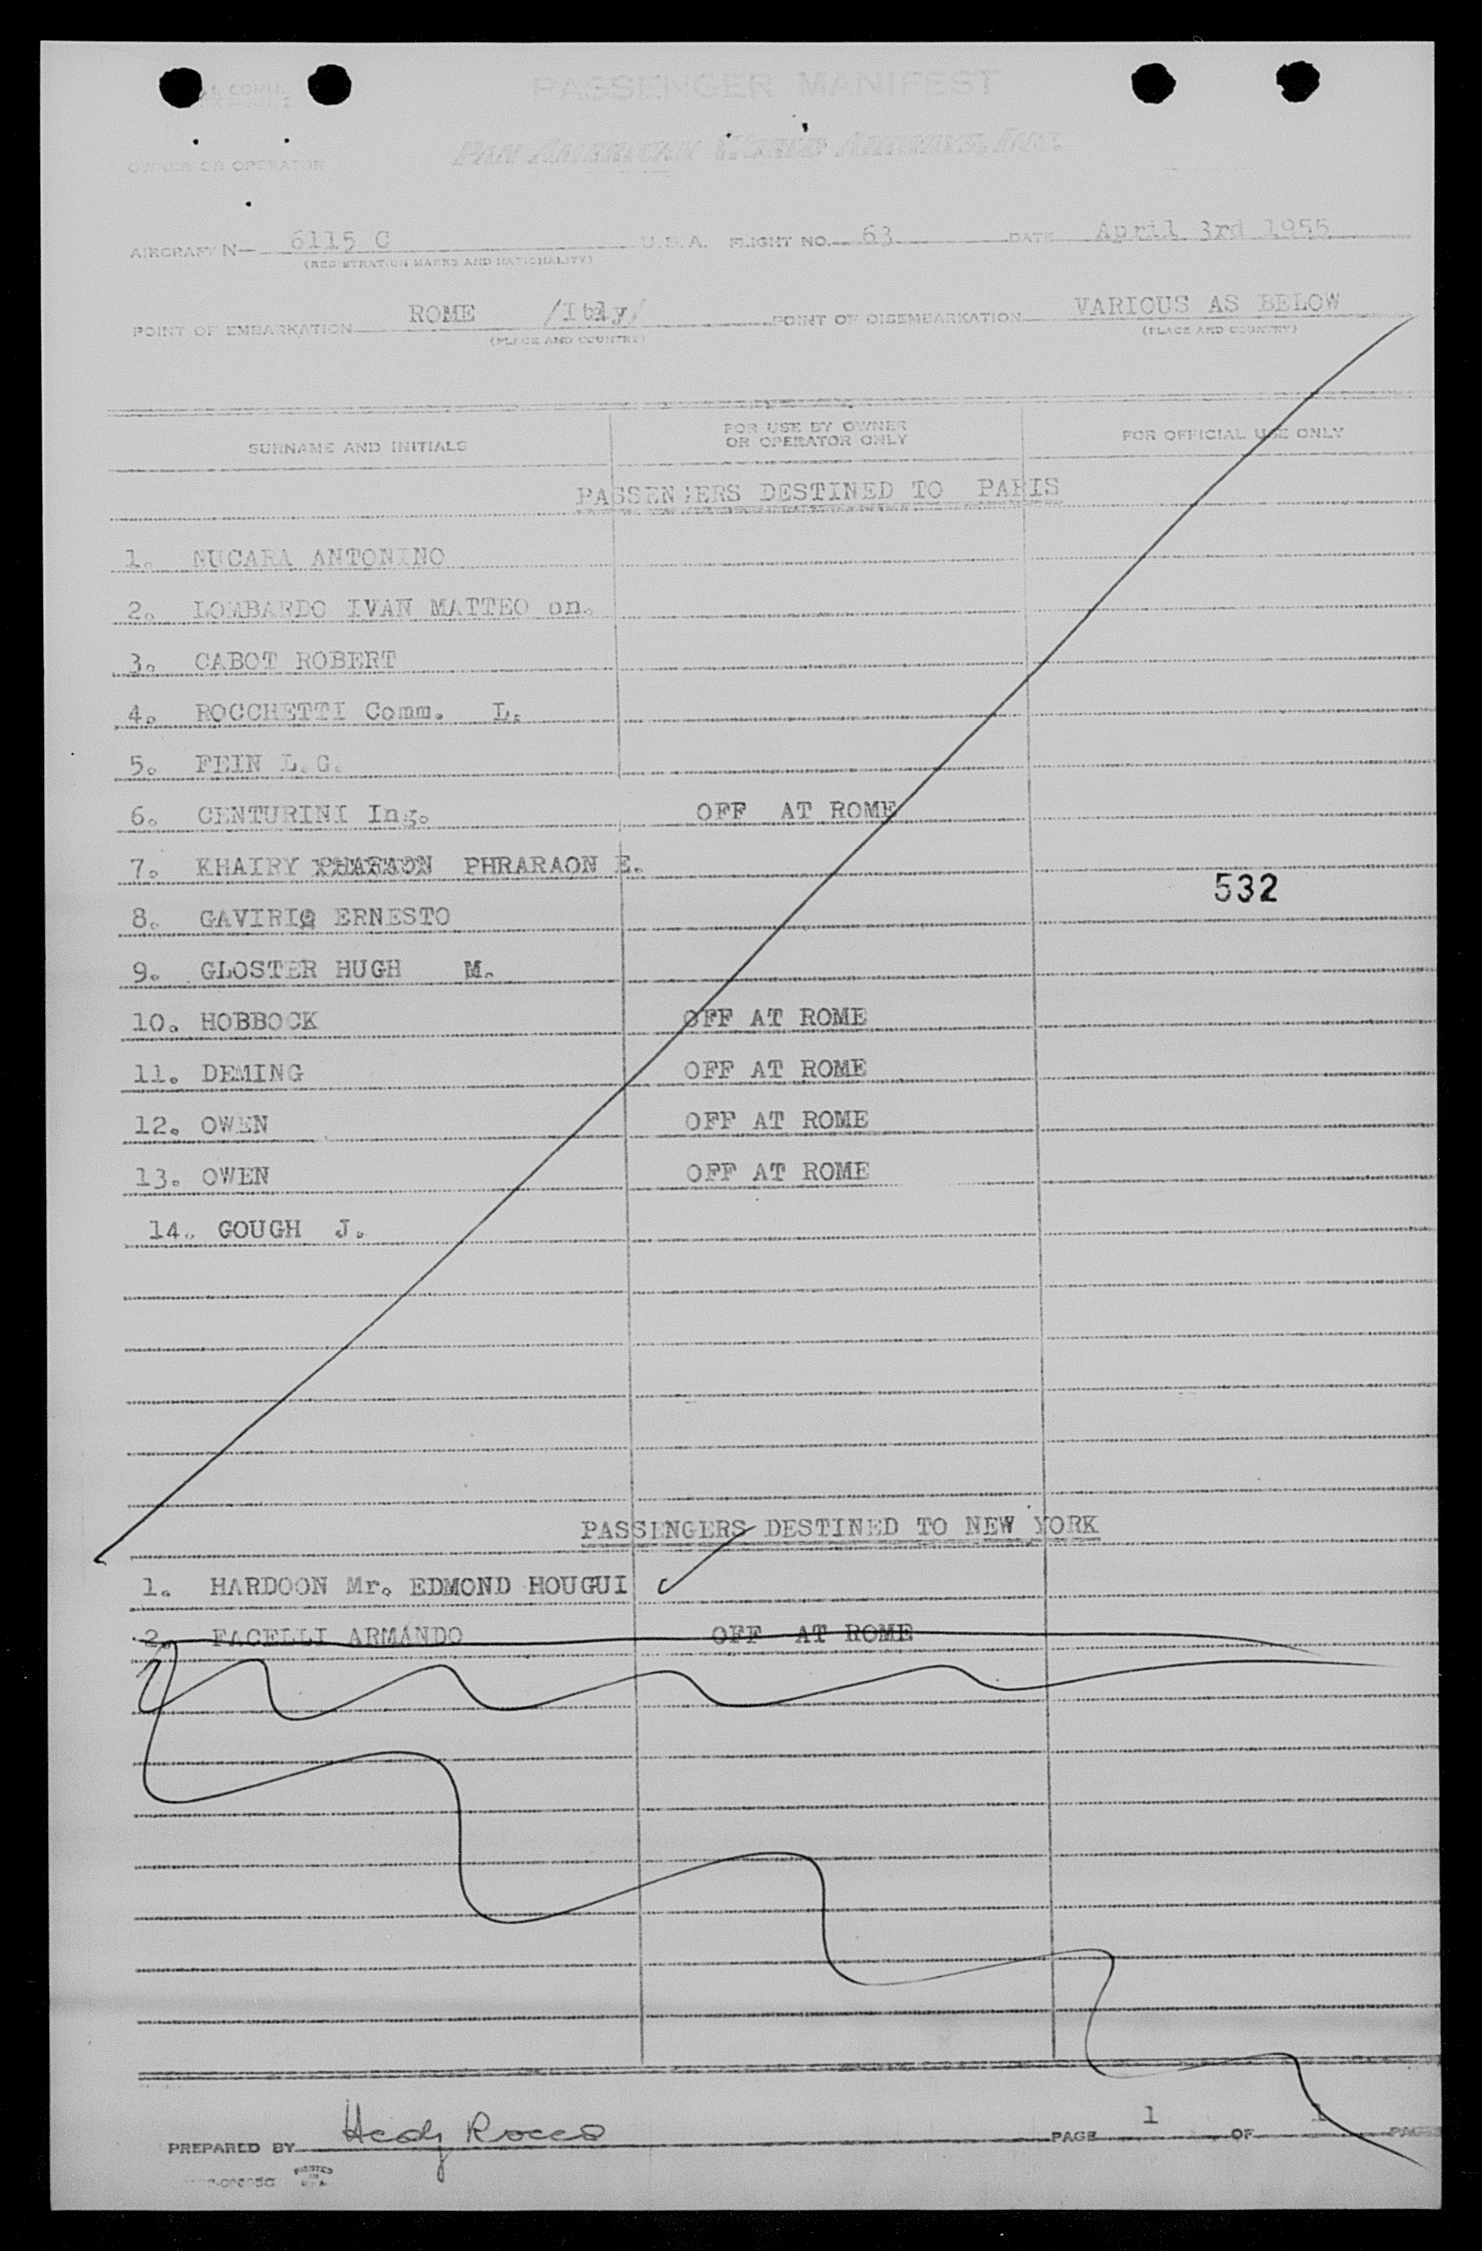 PASSENGER MANIFEST
OWNER OR OPERATOR PAN AMERICAN WORLD AIRWAYS, INC.
AIRCRAFT N— 6115 C U.S.A. FLIGHT NO. 63 DATE April 3rd 1955
(REGISTRATION MARKS AND NATIONALITY)
POINT OF EMBARKATION ROME /Italy/ POINT OF DISEMBARKATION VARIOUS AS BELOW
(PLACE AND COUNTRY) (PLACE AND COUNTRY)
SURNAME AND INITIALS FOR USE BY OWNER OR OPERATOR ONLY FOR OFFICIAL USE ONLY
PASSENGERS DESTINED TO PARIS
1. NUCARA ANTONINO
2. LOMBARDO IVAN MATTEO on.
3. CABOT ROBERT
4. ROCCHETTI Comm. L.
5. FEIN L.G.
6. CENTURINI Ing. OFF AT ROME
7. KHAIRY PHRARAON E.
532
8. GAVIRIA ERNESTO
9. GLOSTER HUGH M.
10. HOBBOCK OFF AT ROME
11. DEMING OFF AT ROME
12. OWEN OFF AT ROME
13. OWEN OFF AT ROME
14. GOUGH J.
PASSENGERS DESTINED TO NEW YORK
1. HARDOON Mr. EDMOND HOUGUI
2. FACELLI ARMANDO OFF AT ROME
PREPARED BY Hedy Rocco PAGE 1 OF 1 PAGES
PRINTED IN U.S.A.